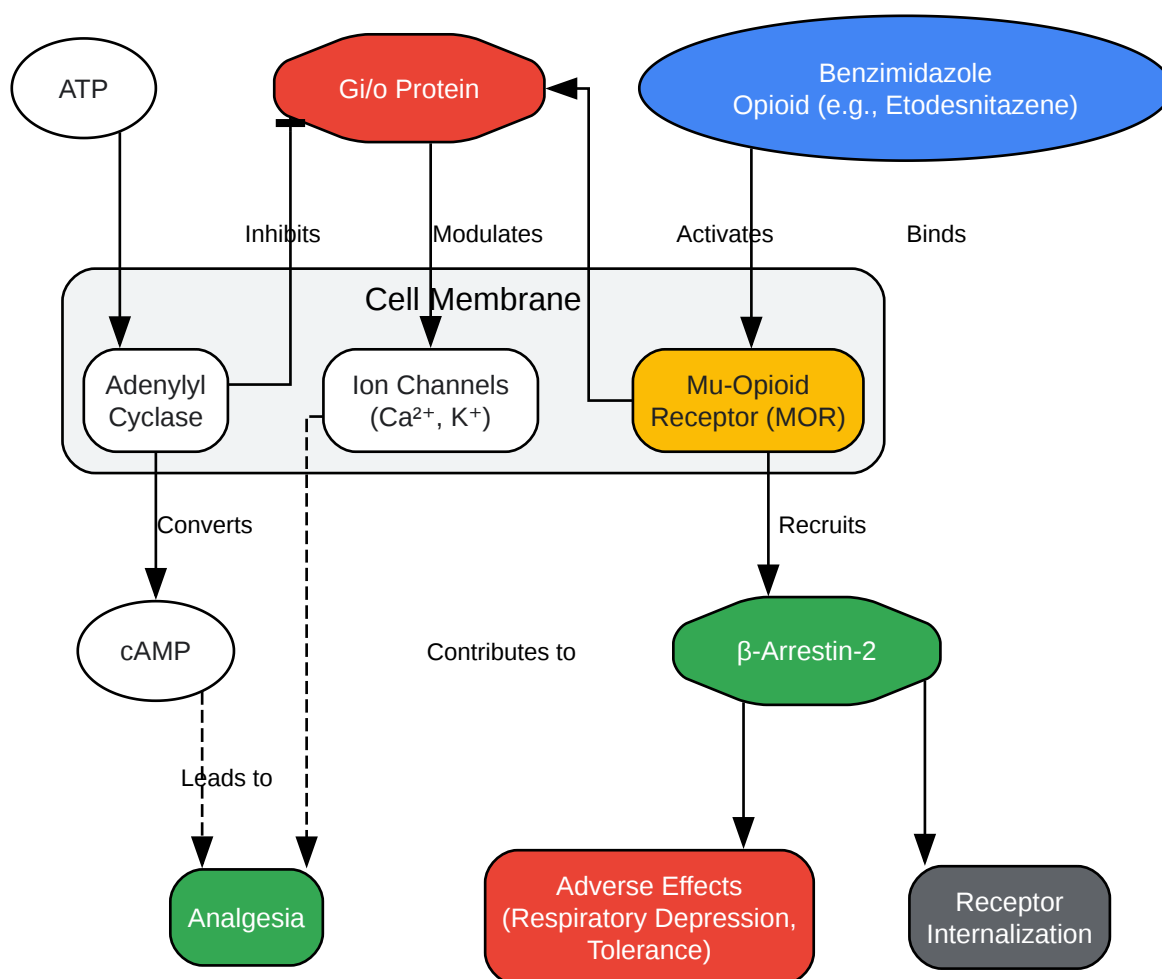 ATP
Gi/o Protein
Benzimidazole
Opioid (e.g., Etodesnitazene)
Inhibits
Modulates
Activates
Binds
Cell Membrane
Adenylyl
Cyclase
Ion Channels
(Ca²⁺, K⁺)
Mu-Opioid
Receptor (MOR)
Converts
Recruits
cAMP
Contributes to
β-Arrestin-2
Leads to
Analgesia
Adverse Effects
(Respiratory Depression,
Tolerance)
Receptor
Internalization